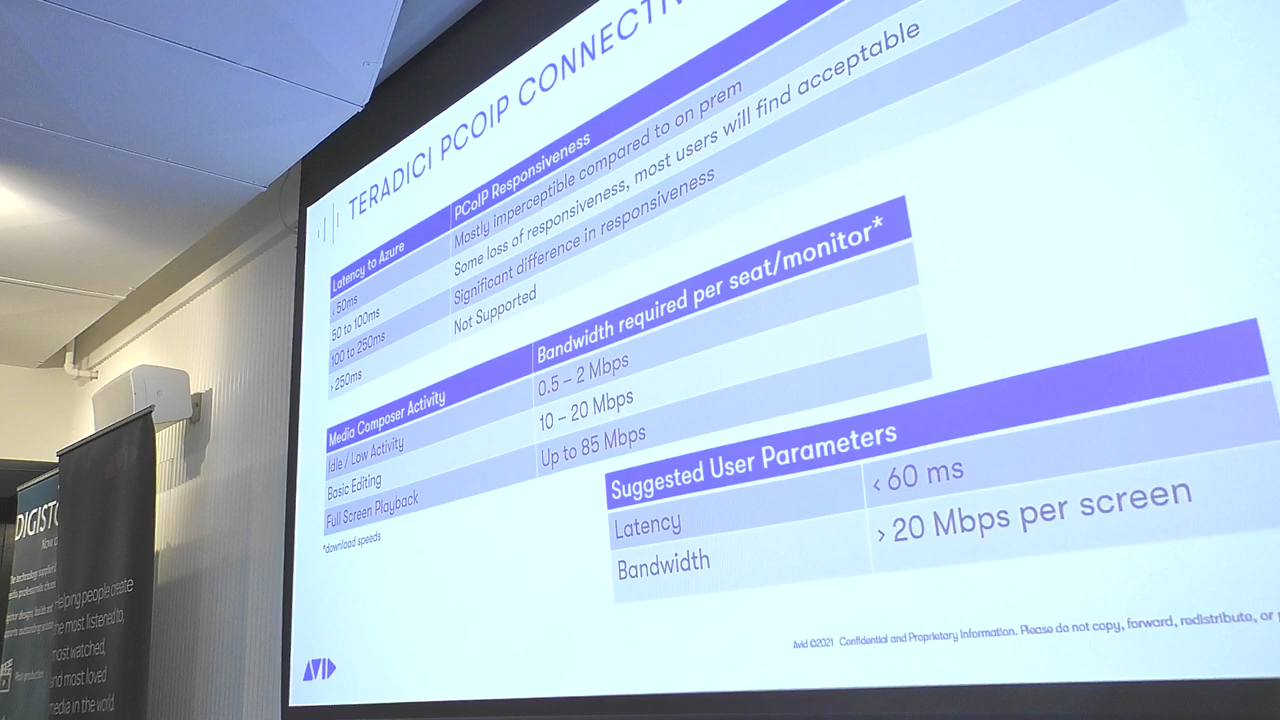 TERADICI PCOIP
Latency to Azure PCoIP Responsiveness
‹ 50ms Mostly imperceptible compared to on prem
50 to 100ms Some loss of responsiveness, most users will find acceptable
100 to 250ms Significant difference in responsiveness
› 250ms Not Supported
Media Composer Activity Bandwidth required per seat/monitor*
Idle / Low Activity 0.5 – 2 Mbps
Basic Editing 10 – 20 Mbps
Full Screen Playback Up to 85 Mbps
*download speeds
Suggested User Parameters
Latency ‹ 60 ms
Bandwidth › 20 Mbps per screen
Avid ©2021 Confidential and Proprietary Information. Please do not copy, forward, redistribute, or
AVID
Helping people create
the most listened to,
most watched,
and most loved
media in the world.